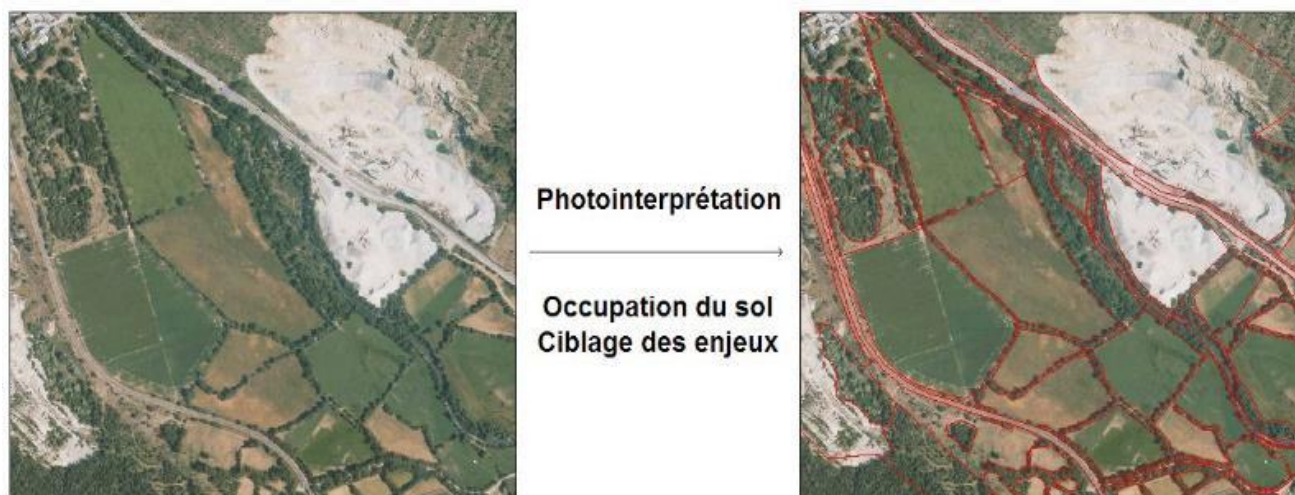 Photointerprétation
Occupation du sol
Ciblage des enjeux